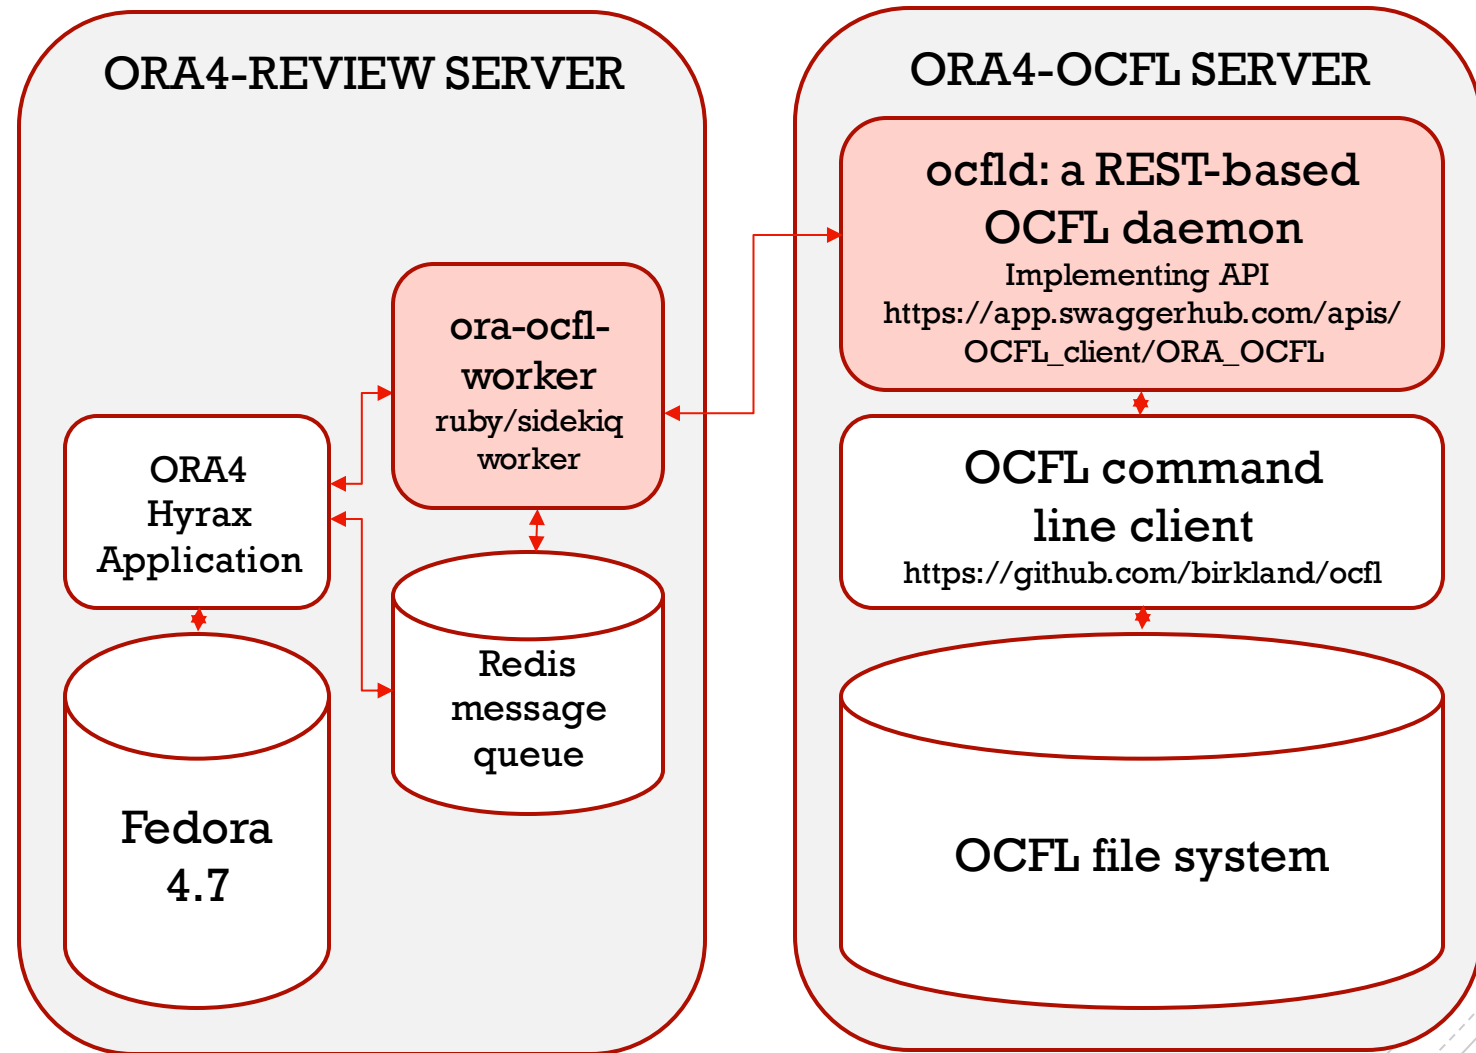 ORA4-REVIEW SERVER
ora-ocfl-
worker
ruby/sidekiq
worker
ORA4
Hyrax
Application
Redis
message
queue
Fedora
4.7
ORA4-OCFL SERVER
ocfld: a REST-based
OCFL daemon
Implementing API
https://app.swaggerhub.com/apis/
OCFL_client/ORA_OCFL
OCFL command
line client
https://github.com/birkland/ocfl
OCFL file system